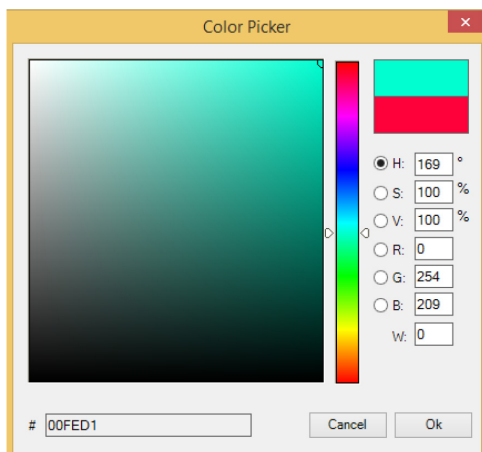 Color Picker
H: 169 °
S: 100 %
V: 100 %
R: 0
G: 254
B: 209
W: 0
# 00FED1
Cancel Ok